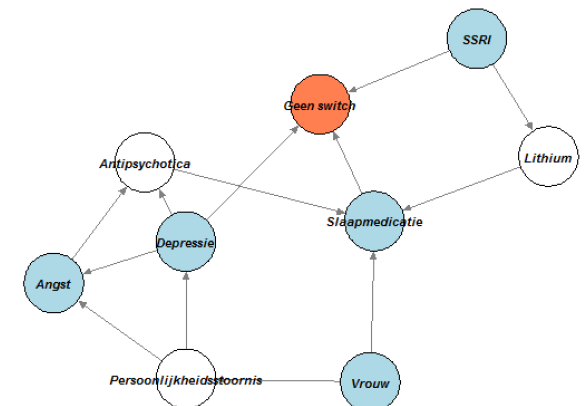 SSRI
Geen switch
Antipsychotica
Lithium
Slaapmedicatie
Depressie
Angst
Persoonlijkheidsstoornis
Vrouw